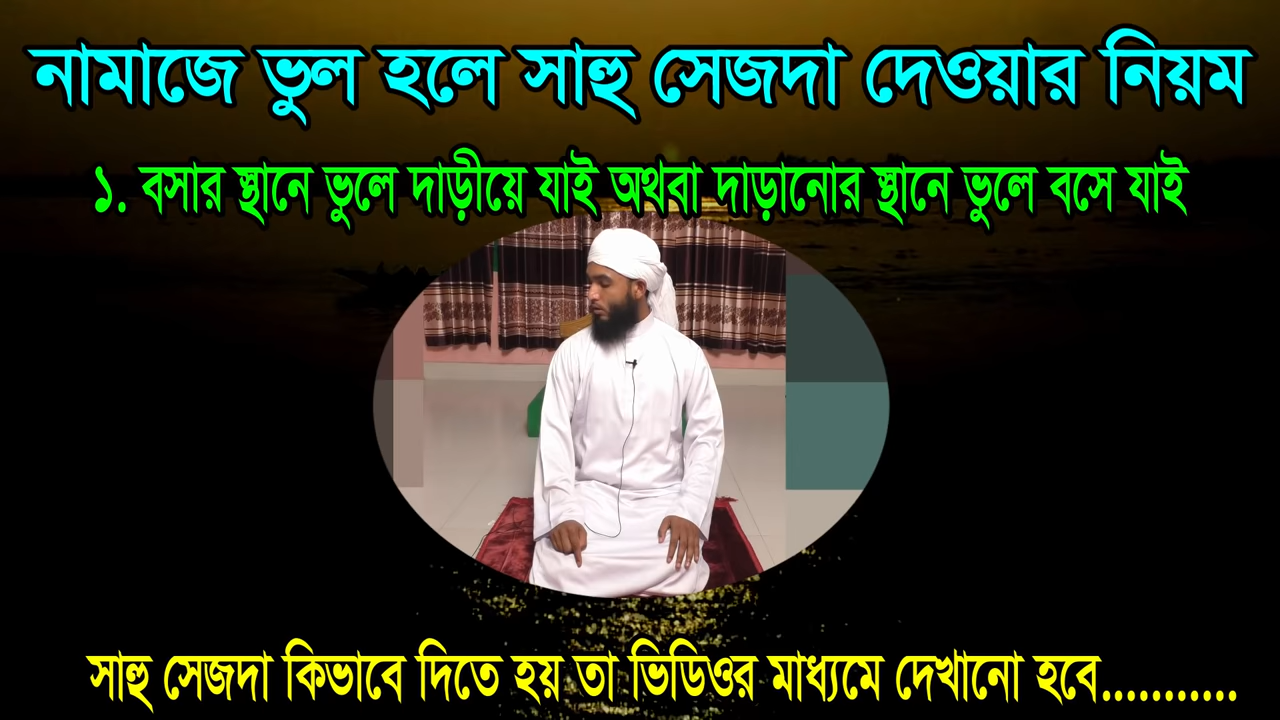 নামাজে ভুল হলে সাহু সেজদা দেওয়ার নিয়ম
১. বসার স্থানে ভুলে দাড়ীয়ে যাই অথবা দাড়ানোর স্থানে ভুলে বসে যাই
সাহু সেজদা কিভাবে দিতে হয় তা ভিডিওর মাধ্যমে দেখানো হবে...........